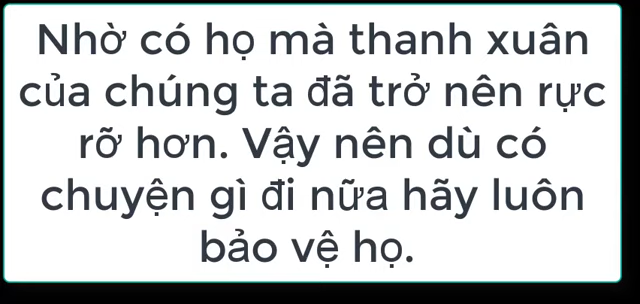 Nhờ có họ mà thanh xuân
của chúng ta đã trở nên rực
rỡ hơn. Vậy nên dù có
chuyện gì đi nữa hãy luôn
bảo vệ họ.